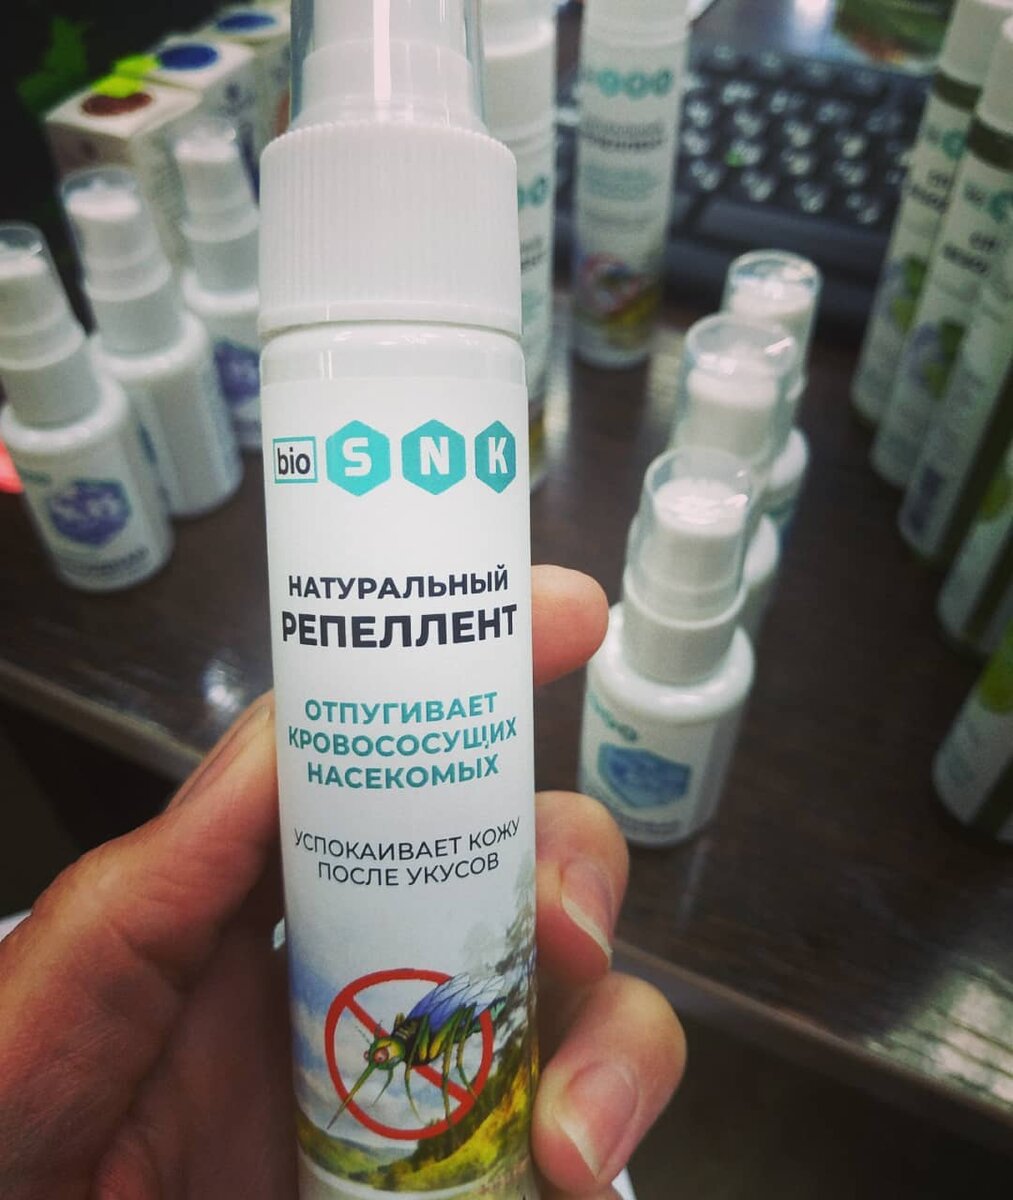 bio SNK
НАТУРАЛЬНЫЙ
РЕПЕЛЛЕНТ
ОТПУГИВАЕТ
КРОВОСОСУЩИХ
НАСЕКОМЫХ
УСПОКАИВАЕТ КОЖУ
ПОСЛЕ УКУСОВ